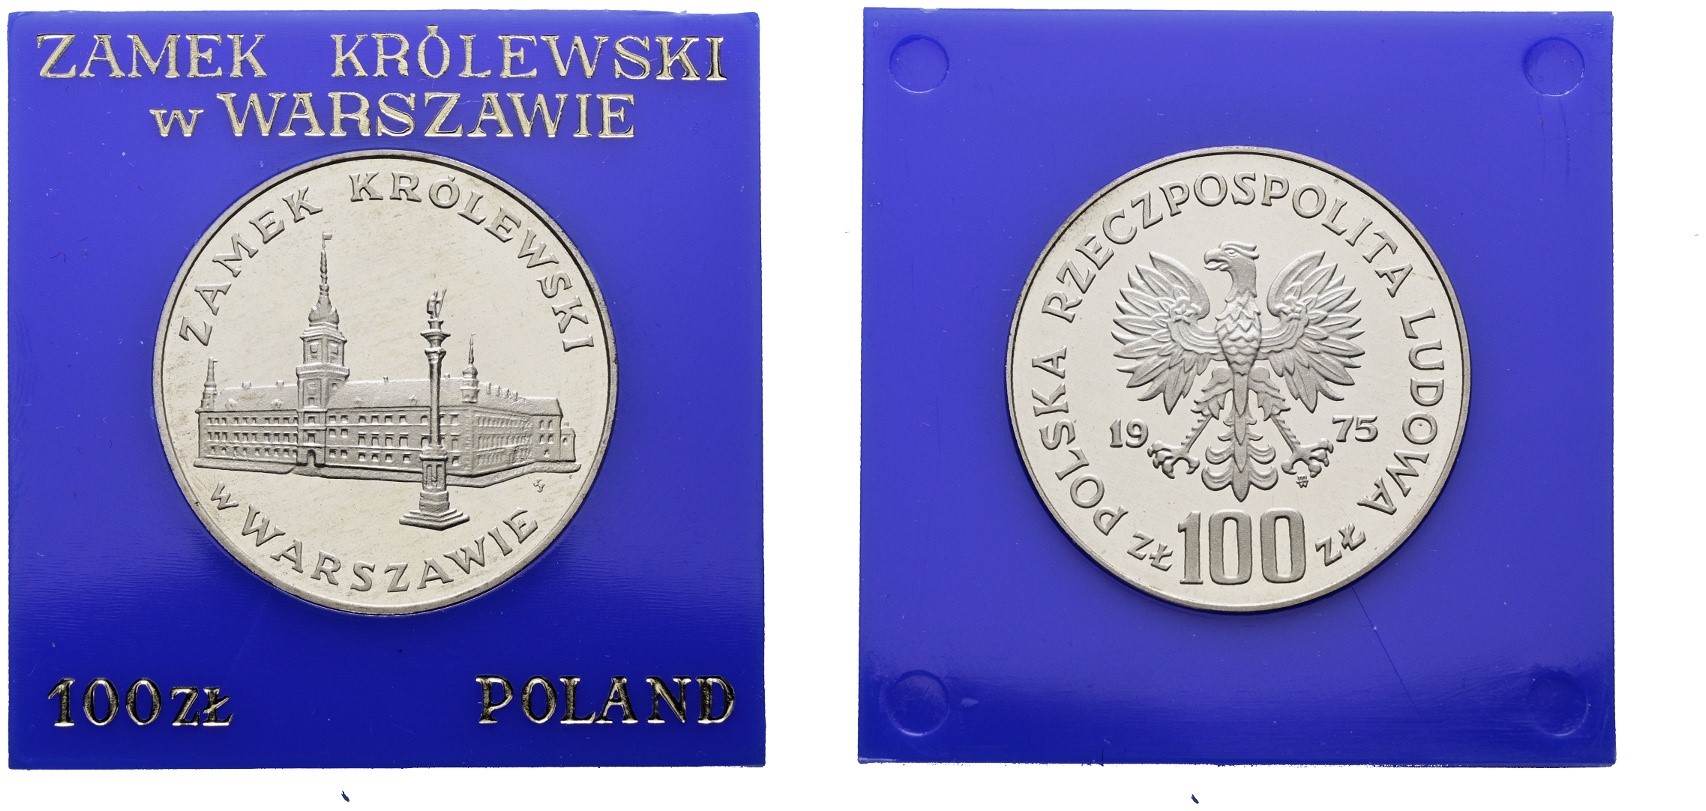 ZAMEK KRÓLEWSKI
w WARSZAWIE
ZAMEK KRÓLEWSKI
w WARSZAWIE
100 ZŁ POLAND
POLSKA RZECZPOSPOLITA LUDOWA
19 75
ZŁ 100 ZŁ